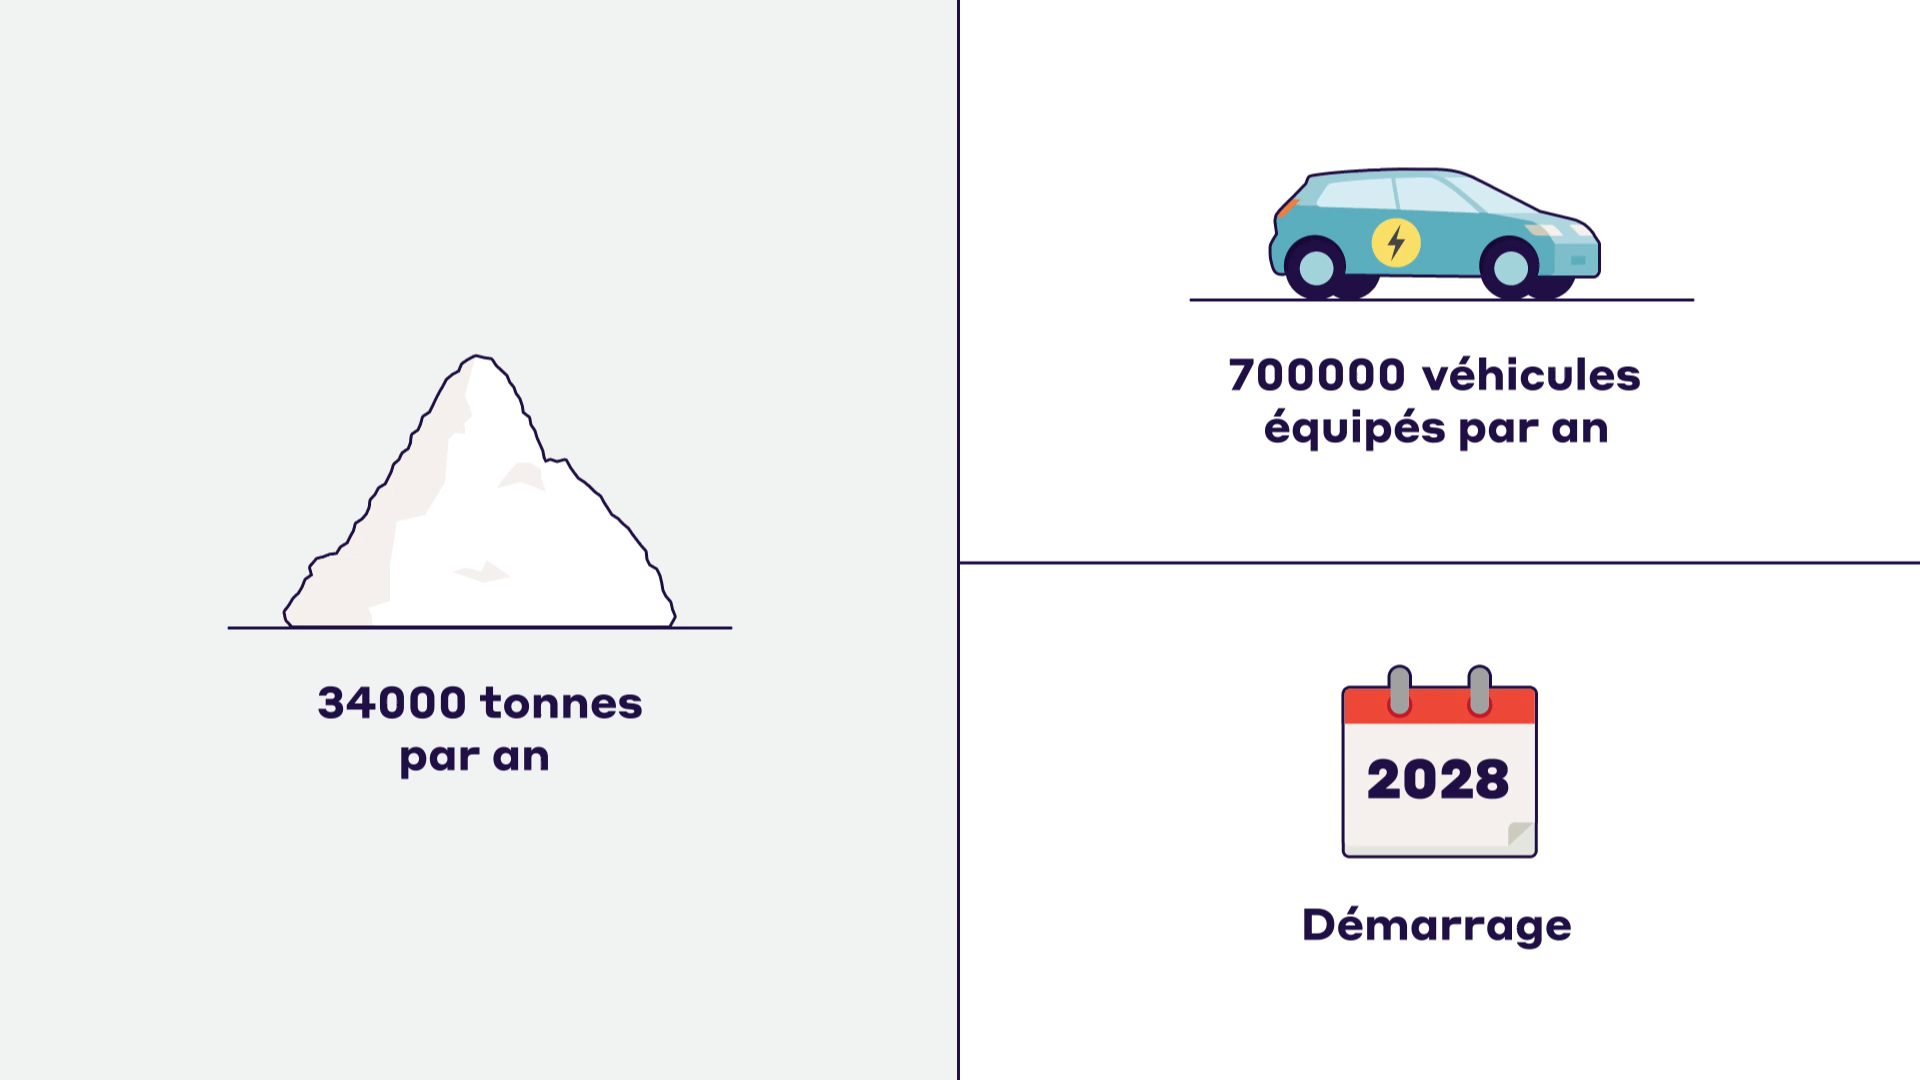 34000 tonnes
par an
700000 véhicules
équipés par an
2028
Démarrage